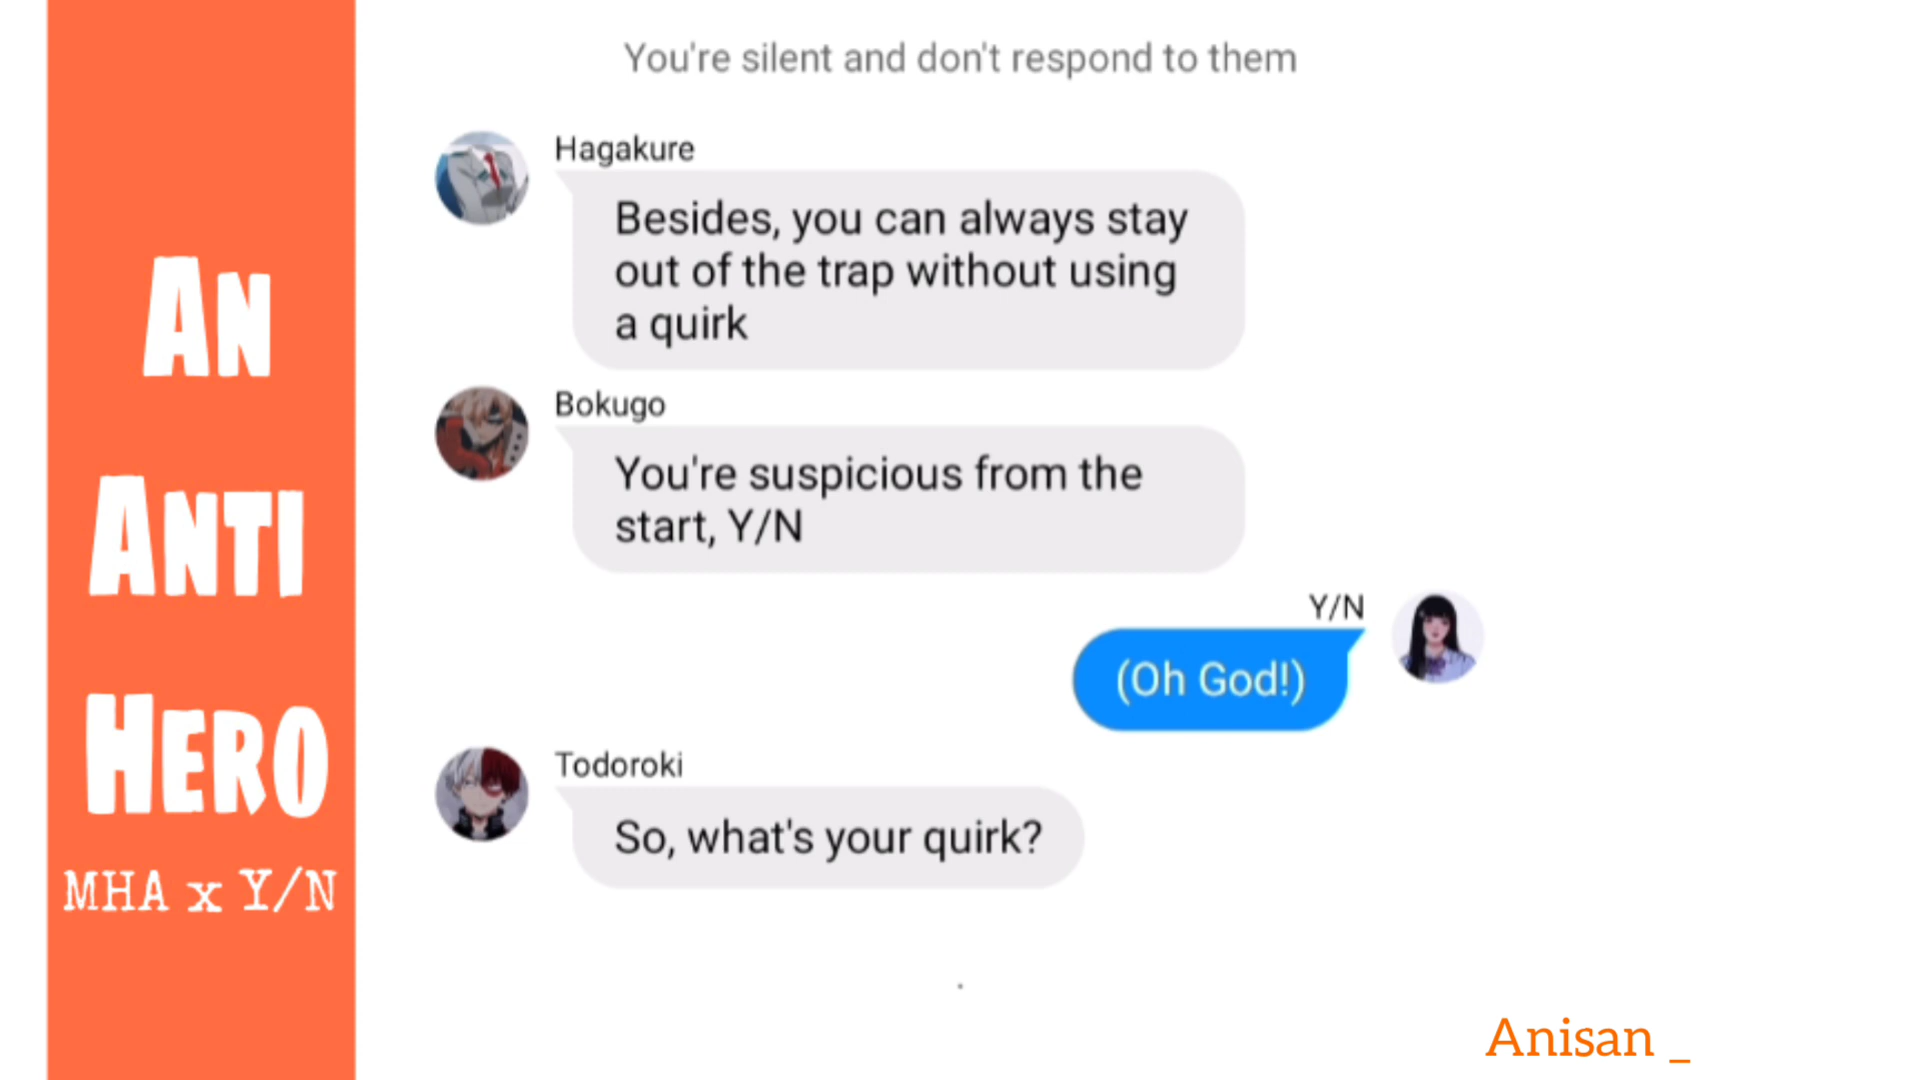 An
Anti
Hero
MHA x Y/N
You're silent and don't respond to them
Hagakure
Besides, you can always stay
out of the trap without using
a quirk
Bokugo
You're suspicious from the
start, Y/N
Y/N
(Oh God!)
Todoroki
So, what's your quirk?
.
Anisan _